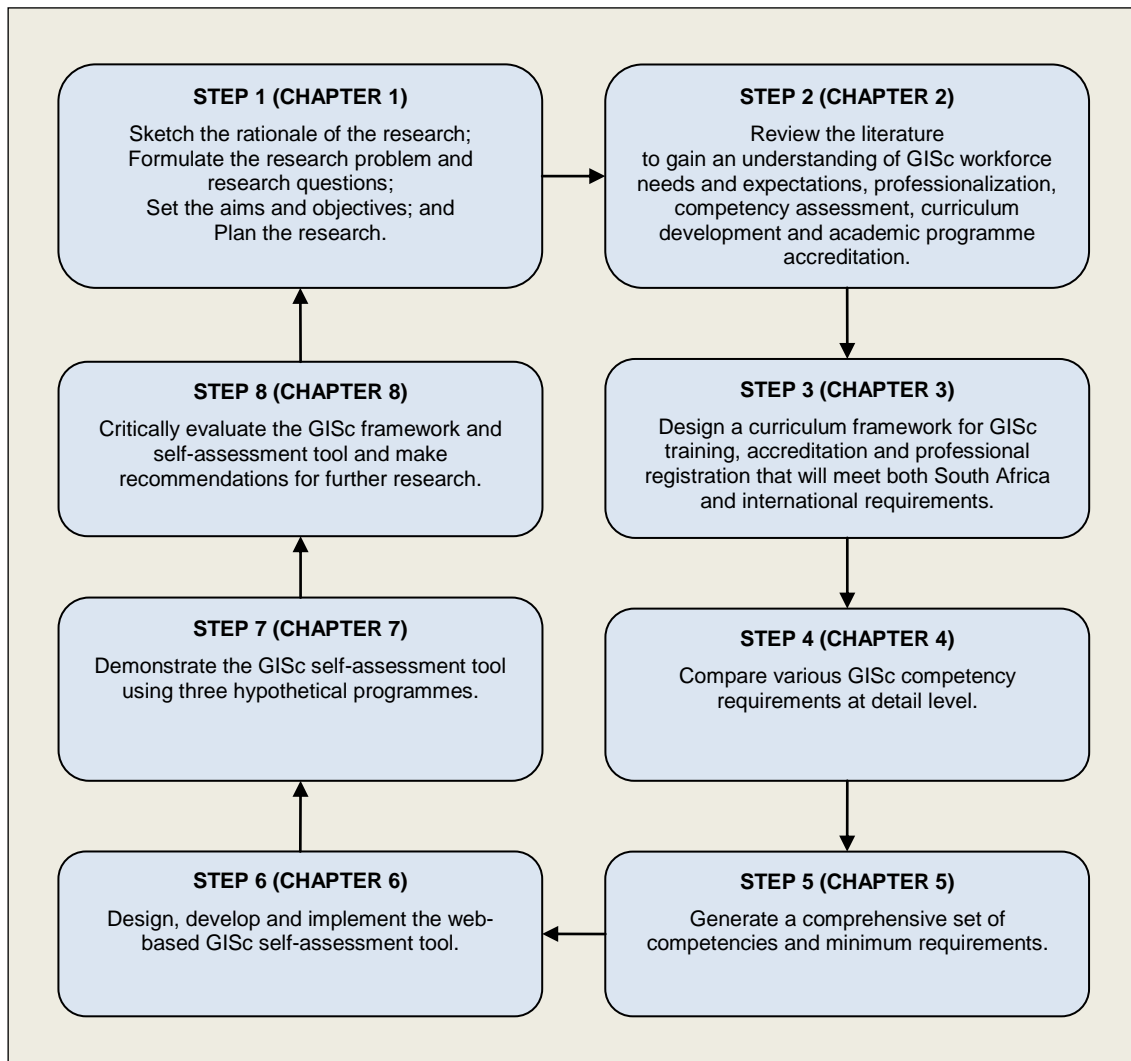 STEP 1 (CHAPTER 1)
Sketch the rationale of the research;
Formulate the research problem and
research questions;
Set the aims and objectives; and
Plan the research.
STEP 2 (CHAPTER 2)
Review the literature
to gain an understanding of GISc workforce
needs and expectations, professionalization,
competency assessment, curriculum
development and academic programme
accreditation.
STEP 3 (CHAPTER 3)
Design a curriculum framework for GISc
training, accreditation and professional
registration that will meet both South Africa
and international requirements.
STEP 4 (CHAPTER 4)
Compare various GISc competency
requirements at detail level.
STEP 5 (CHAPTER 5)
Generate a comprehensive set of
competencies and minimum requirements.
STEP 6 (CHAPTER 6)
Design, develop and implement the web-
based GISc self-assessment tool.
STEP 7 (CHAPTER 7)
Demonstrate the GISc self-assessment tool
using three hypothetical programmes.
STEP 8 (CHAPTER 8)
Critically evaluate the GISc framework and
self-assessment tool and make
recommendations for further research.